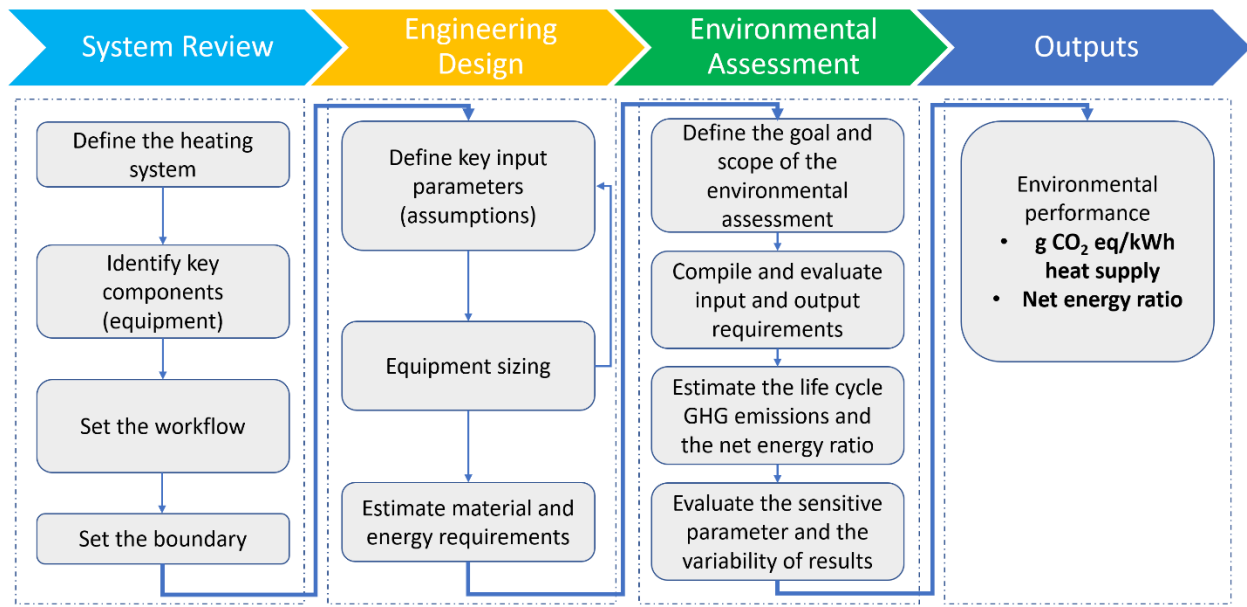 System Review
Engineering
Design
Environmental
Assessment
Outputs
Define the heating
system
Identify key
components
(equipment)
Set the workflow
Set the boundary
Define key input
parameters
(assumptions)
Equipment sizing
Estimate material and
energy requirements
Define the goal and
scope of the
environmental
assessment
Compile and evaluate
input and output
requirements
Estimate the life cycle
GHG emissions and
the net energy ratio
Evaluate the sensitive
parameter and the
variability of results
Environmental
performance
• g CO₂ eq/kWh
heat supply
• Net energy ratio